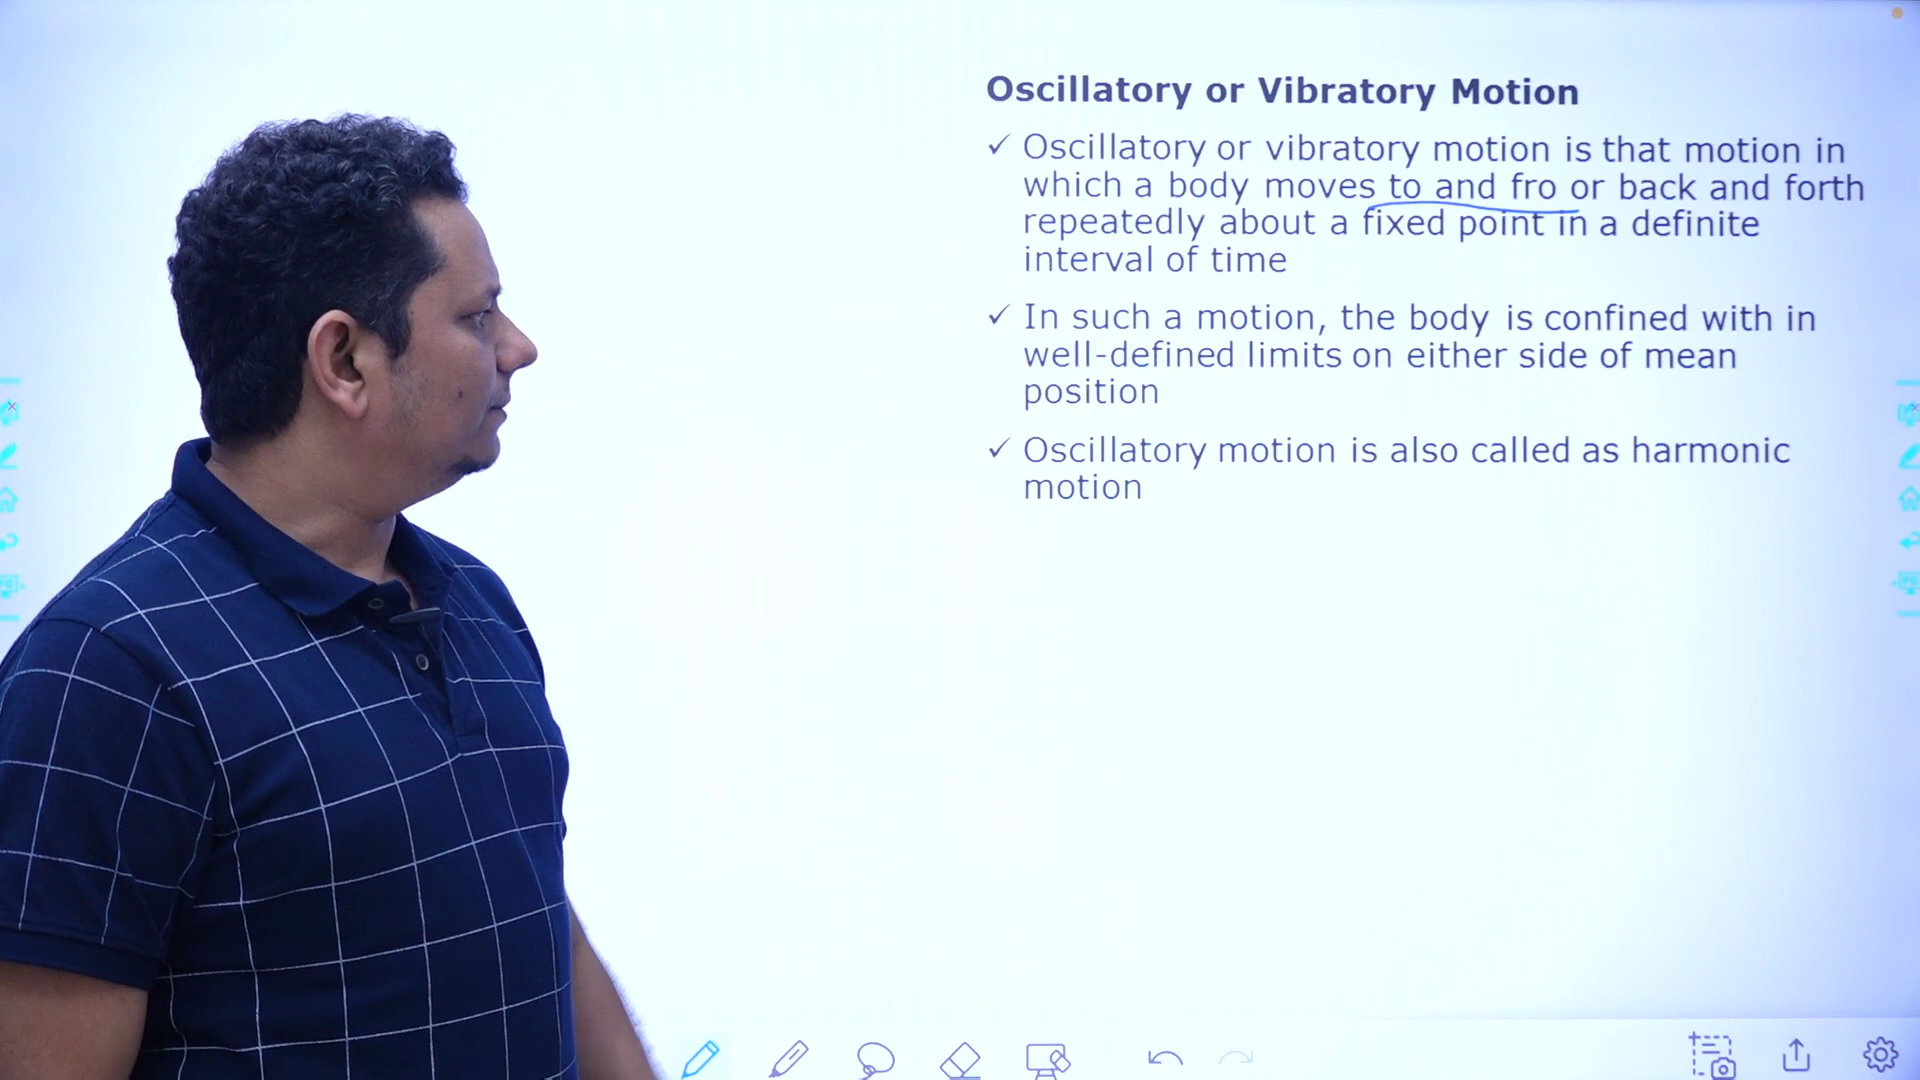 Oscillatory or Vibratory Motion
✓ Oscillatory or vibratory motion is that motion in
which a body moves to and fro or back and forth
repeatedly about a fixed point in a definite
interval of time
✓ In such a motion, the body is confined with in
well-defined limits on either side of mean
position
✓ Oscillatory motion is also called as harmonic
motion